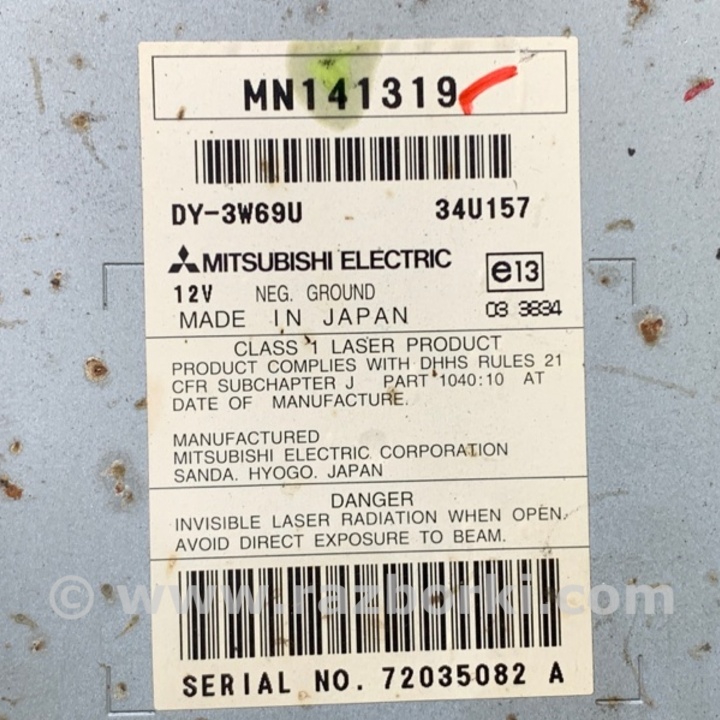 MN141319
DY-3W69U 34U157
MITSUBISHI ELECTRIC e13
12V NEG. GROUND 03 3834
MADE IN JAPAN
CLASS 1 LASER PRODUCT
PRODUCT COMPLIES WITH DHHS RULES 21
CFR SUBCHAPTER J PART 1040:10 AT
DATE OF MANUFACTURE.
MANUFACTURED
MITSUBISHI ELECTRIC CORPORATION
SANDA. HYOGO. JAPAN
DANGER
INVISIBLE LASER RADIATION WHEN OPEN.
AVOID DIRECT EXPOSURE TO BEAM.
© www.razborki.com
SERIAL NO. 72035082 A